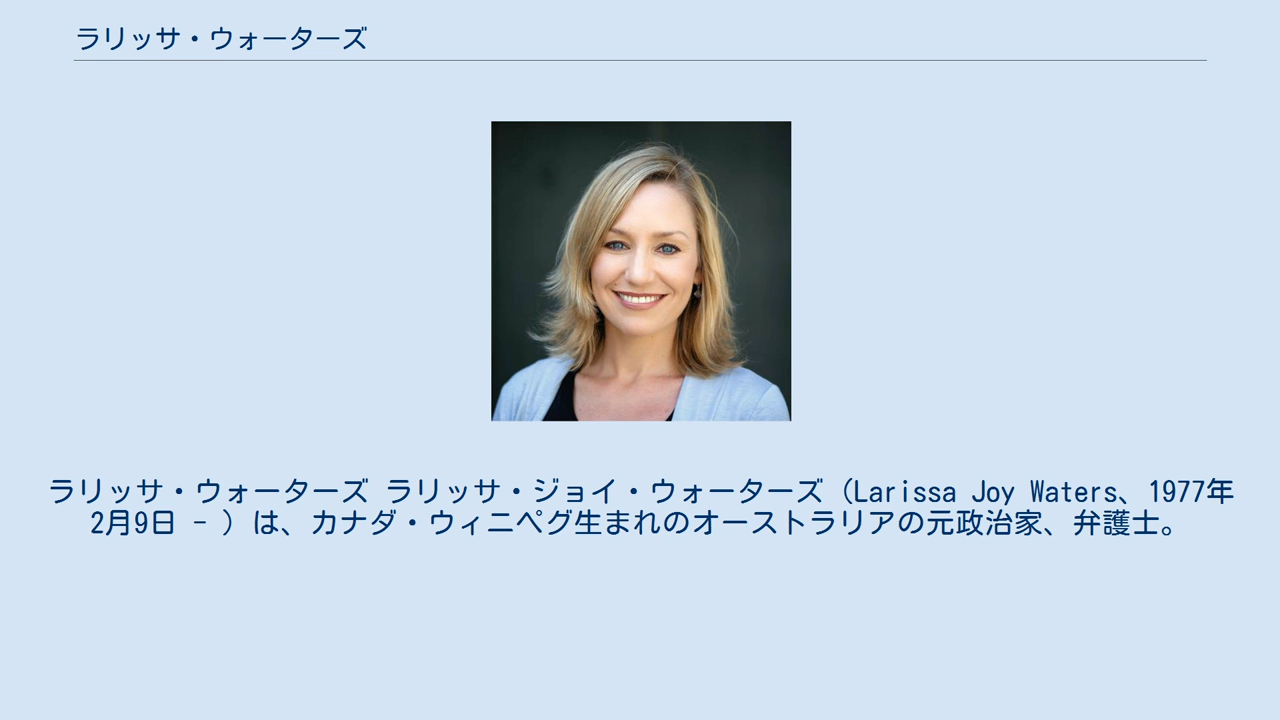 ラリッサ・ウォーターズ
ラリッサ・ウォーターズ ラリッサ・ジョイ・ウォーターズ（Larissa Joy Waters、1977年
2月9日 - ）は、カナダ・ウィニペグ生まれのオーストラリアの元政治家、弁護士。